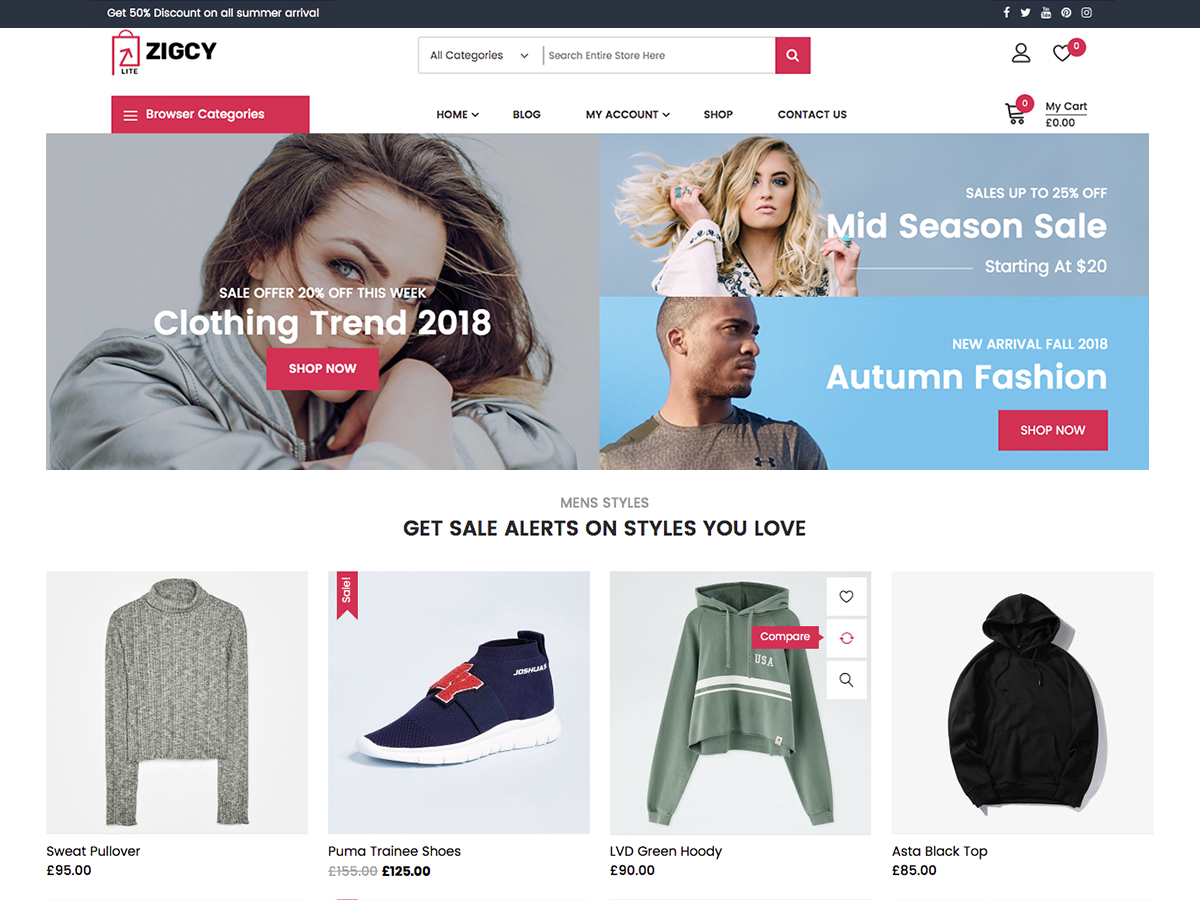 Get 50% Discount on all summer arrival
ZIGCY
LITE
All Categories
Search Entire Store Here
0
Browser Categories
HOME
BLOG
MY ACCOUNT
SHOP
CONTACT US
0
My Cart
£0.00
SALE OFFER 20% OFF THIS WEEK
Clothing Trend 2018
SHOP NOW
SALES UP TO 25% OFF
Mid Season Sale
Starting At $20
NEW ARRIVAL FALL 2018
Autumn Fashion
SHOP NOW
MENS STYLES
GET SALE ALERTS ON STYLES YOU LOVE
Sale!
JOSHUAS
USA
Compare
Sweat Pullover
£95.00
Puma Trainee Shoes
£155.00 £125.00
LVD Green Hoody
£90.00
Asta Black Top
£85.00